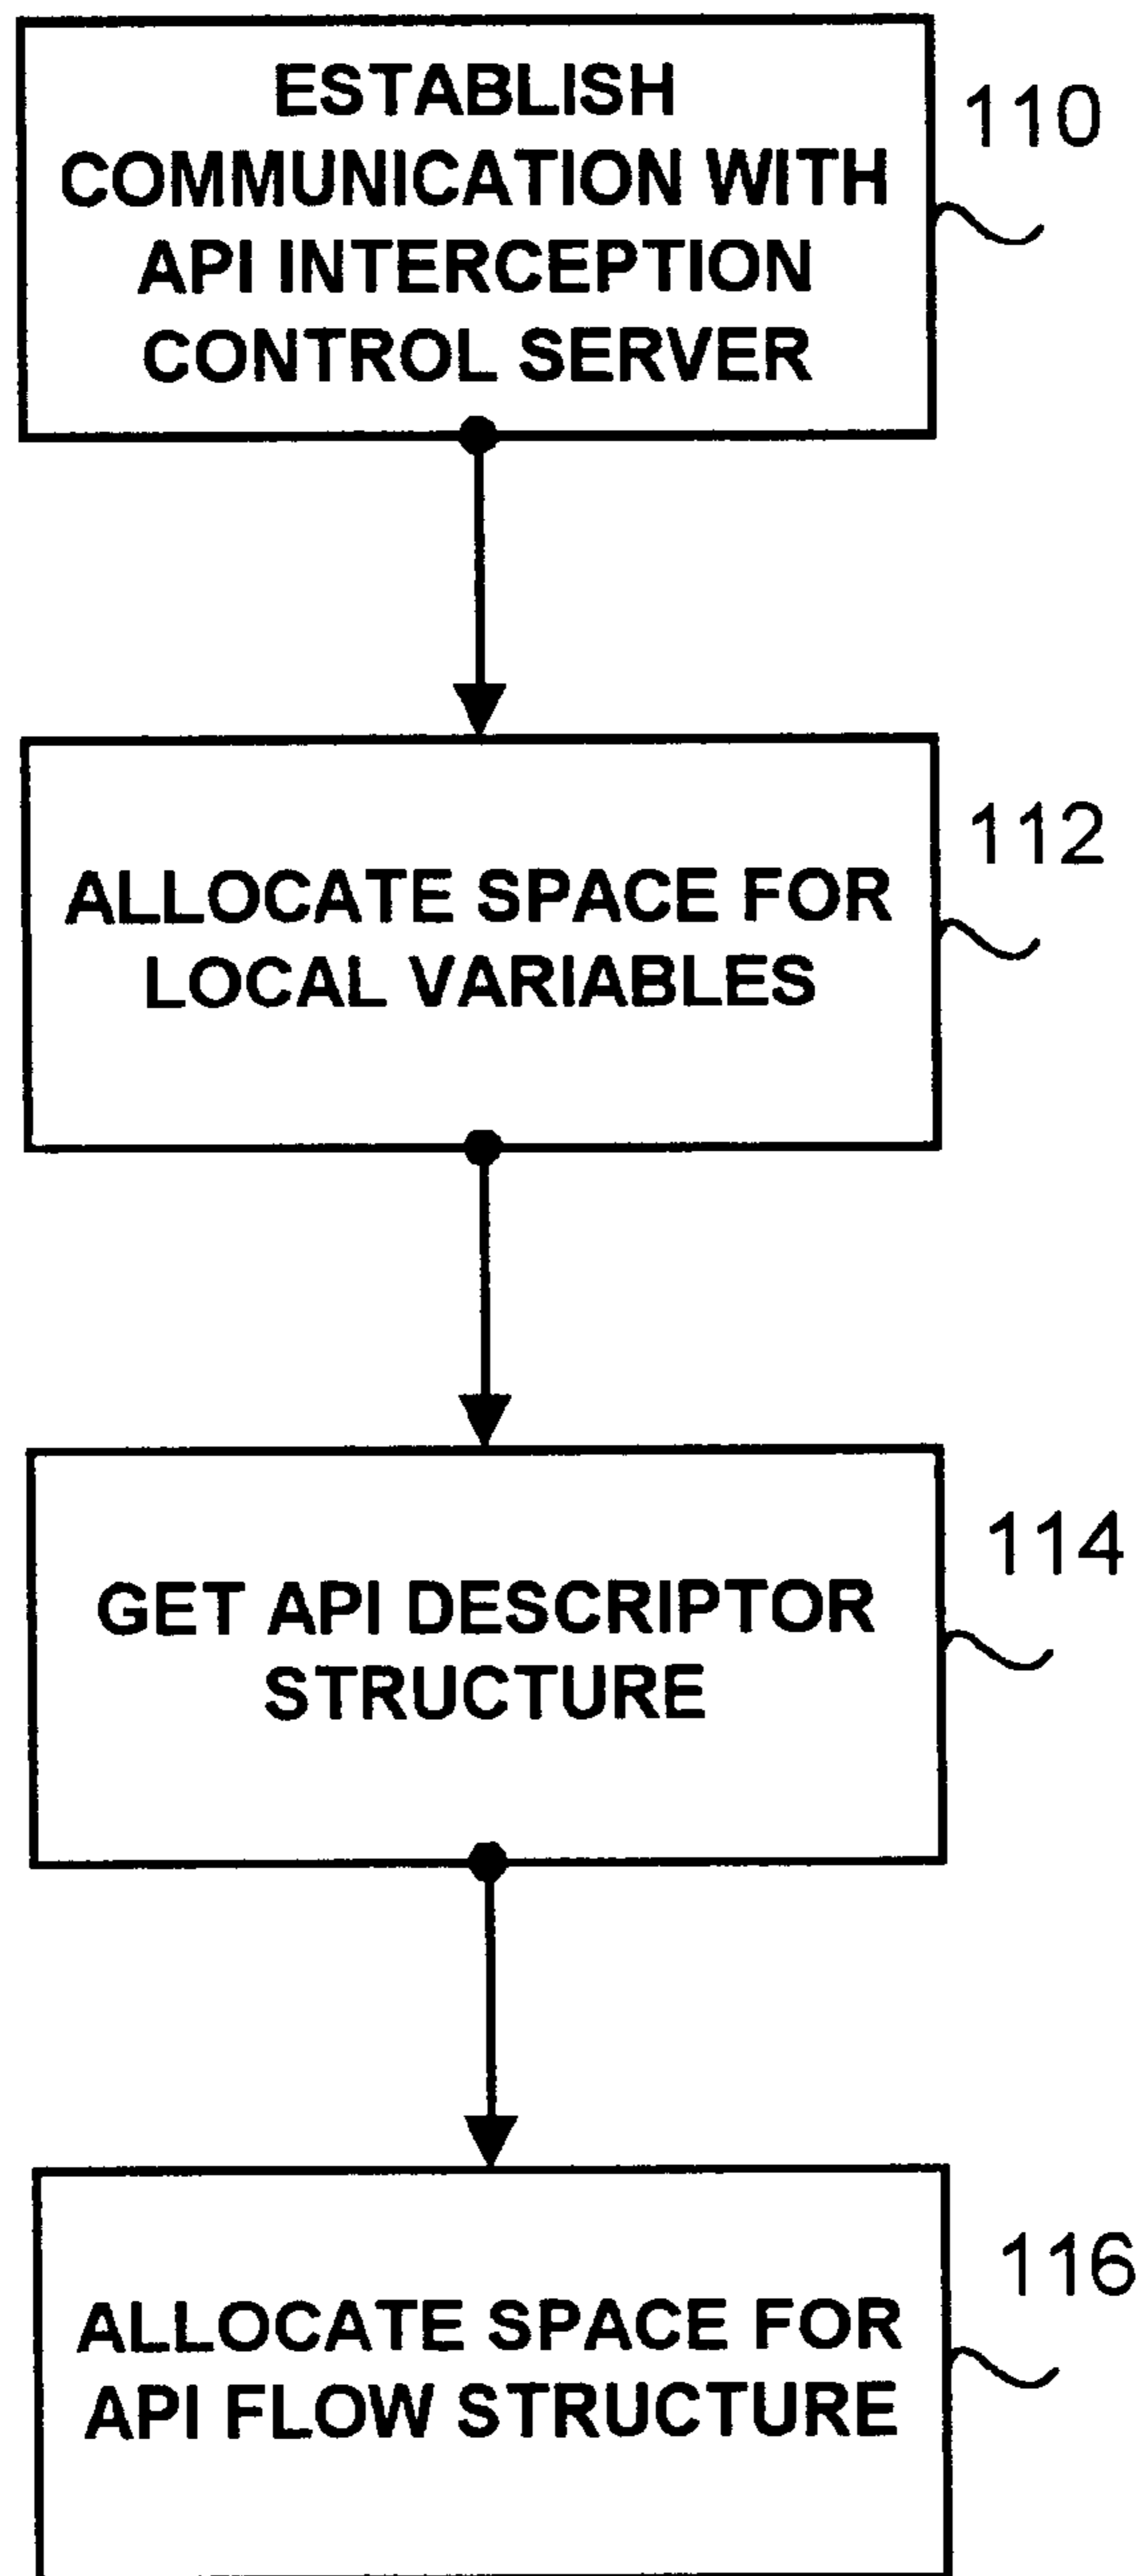 ESTABLISH
COMMUNICATION WITH
API INTERCEPTION
CONTROL SERVER
110
ALLOCATE SPACE FOR
LOCAL VARIABLES
112
GET API DESCRIPTOR
STRUCTURE
114
ALLOCATE SPACE FOR
API FLOW STRUCTURE
116